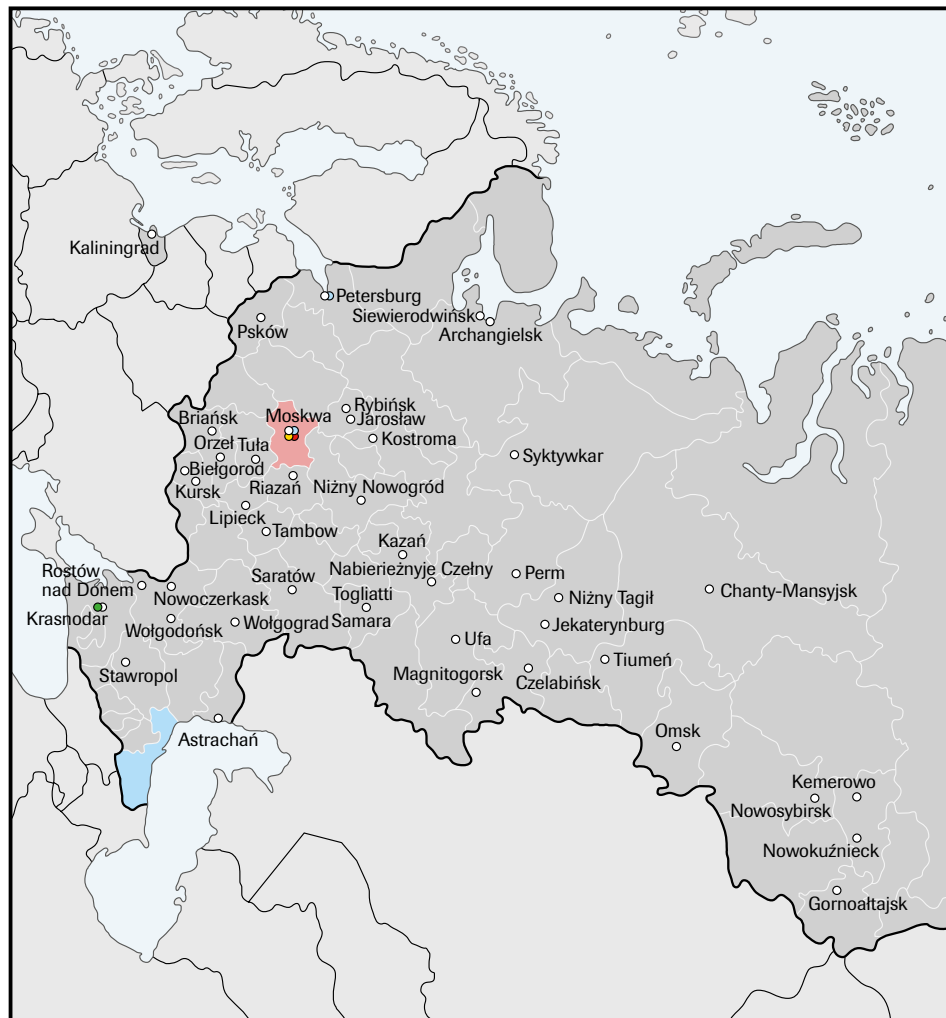 Kaliningrad
Petersburg
Siewierodwińsk
Psków
Archangielsk
Rybińsk
Moskwa
Briańsk
Jarosław
Orzeł
Tuła
Kostroma
Syktywkar
Biełgorod
Kursk
Riazań
Niżny Nowogród
Lipieck
Tambow
Kazań
Nabierieżnyje Czełny
Rostów
nad Donem
Saratów
Perm
Nowoczerkask
Togliatti
Niżny Tagił
Chanty-Mansyjsk
Krasnodar
Wołgodońsk
Wołgograd
Samara
Jekaterynburg
Ufa
Stawropol
Magnitogorsk
Czelabińsk
Tiumeń
Astrachań
Omsk
Kemerowo
Nowosybirsk
Nowokuźnieck
Gornoałtajsk